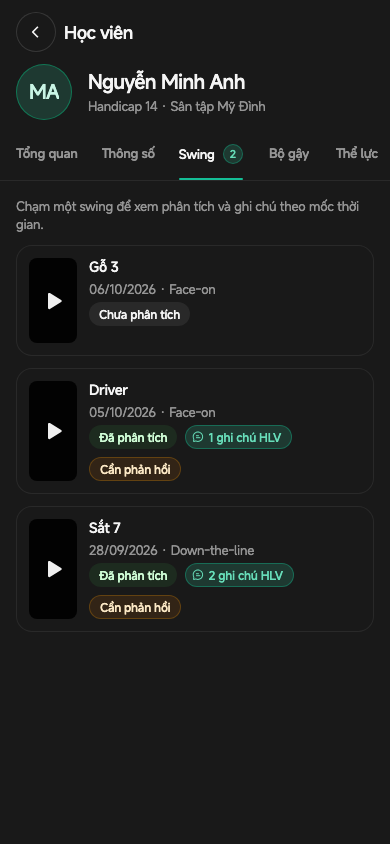 Học viên
MA
Nguyễn Minh Anh
Handicap 14 · Sân tập Mỹ Đình
Tổng quan Thông số Swing 2 Bộ gậy Thể lực
Chạm một swing để xem phân tích và ghi chú theo mốc thời
gian.
Gỗ 3
06/10/2026 · Face-on
Chưa phân tích
Driver
05/10/2026 · Face-on
Đã phân tích 1 ghi chú HLV
Cần phản hồi
Sắt 7
28/09/2026 · Down-the-line
Đã phân tích 2 ghi chú HLV
Cần phản hồi